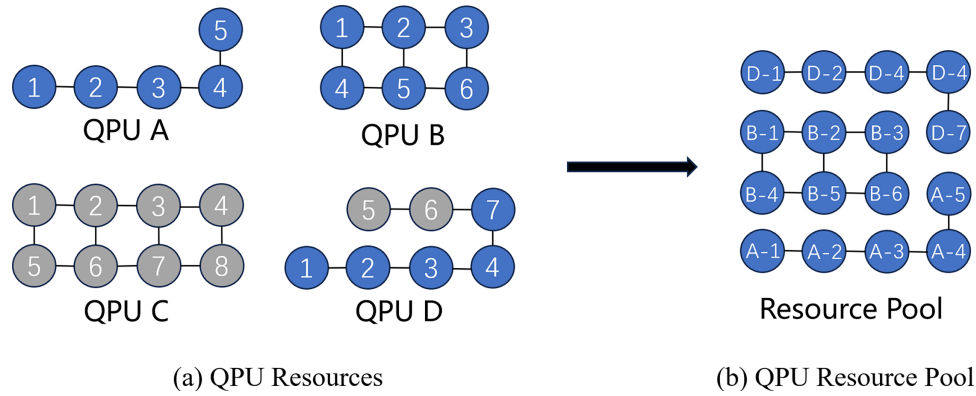 5
1 2 3 4
QPU A
1 2 3
4 5 6
QPU B
1 2 3 4
5 6 7 8
QPU C
5 6 7
1 2 3 4
QPU D
(a) QPU Resources
D-1 D-2 D-4 D-4
B-1 B-2 B-3 D-7
B-4 B-5 B-6 A-5
A-1 A-2 A-3 A-4
Resource Pool
(b) QPU Resource Pool